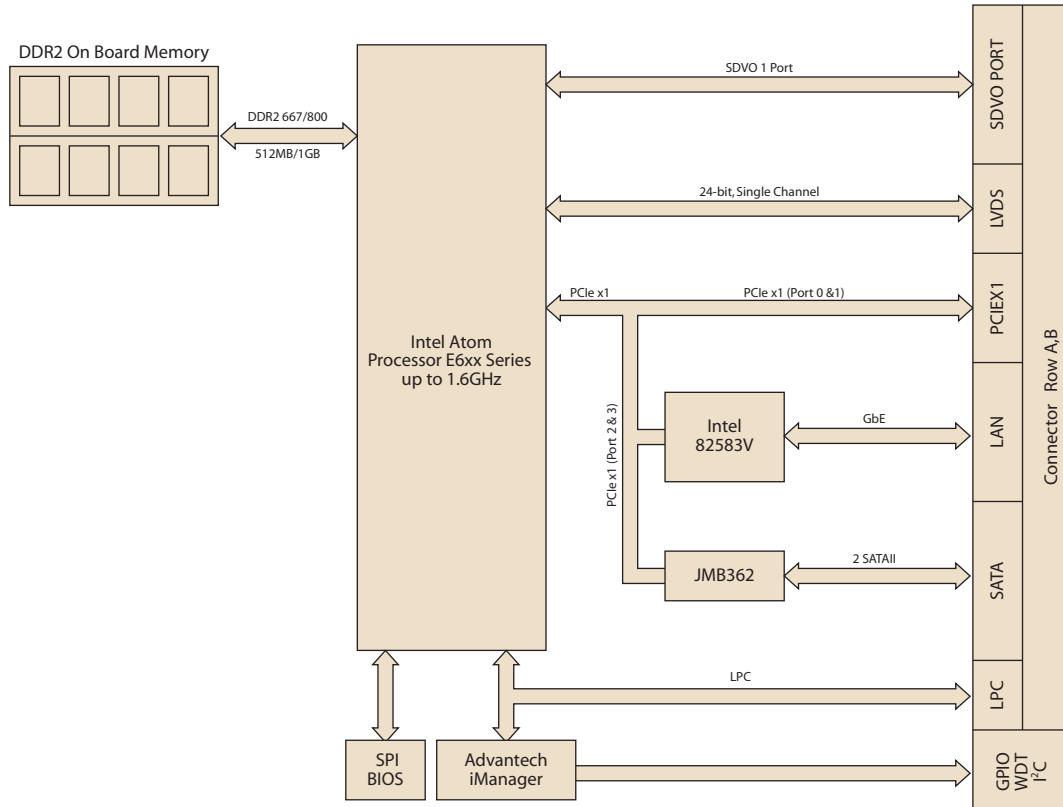 DDR2 On Board Memory
DDR2 667/800
512MB/1GB
Intel Atom
Processor E6xx Series
up to 1.6GHz
SDVO 1 Port
24-bit, Single Channel
PCIe x1
PCIe x1 (Port 0 &1)
PCIe x1 (Port 2 & 3)
Intel
82583V
GbE
JMB362
2 SATAII
LPC
SPI
BIOS
Advantech
iManager
SDVO PORT
LVDS
PCIEX1
LAN
SATA
LPC
GPIO
WDT
I²C
Connector Row A,B